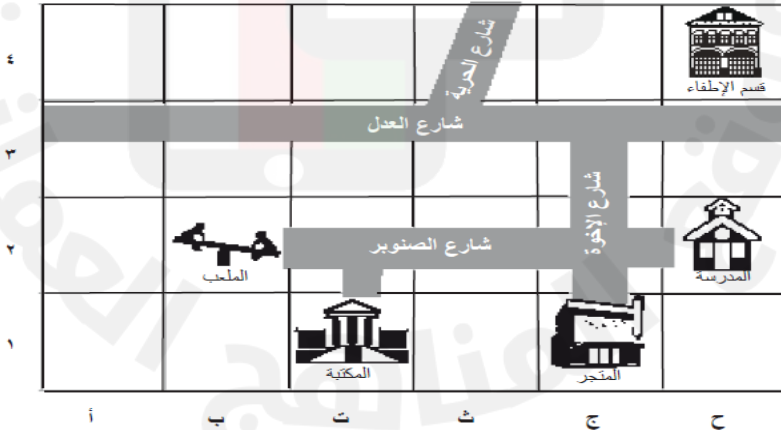 ٤
شارع الحرية
قسم الإطفاء
شارع العدل
٣
شارع الإخوة
٢
شارع الصنوبر
الملعب
المدرسة
١
المكتبة
المتجر
أ ب ت ث ج ح